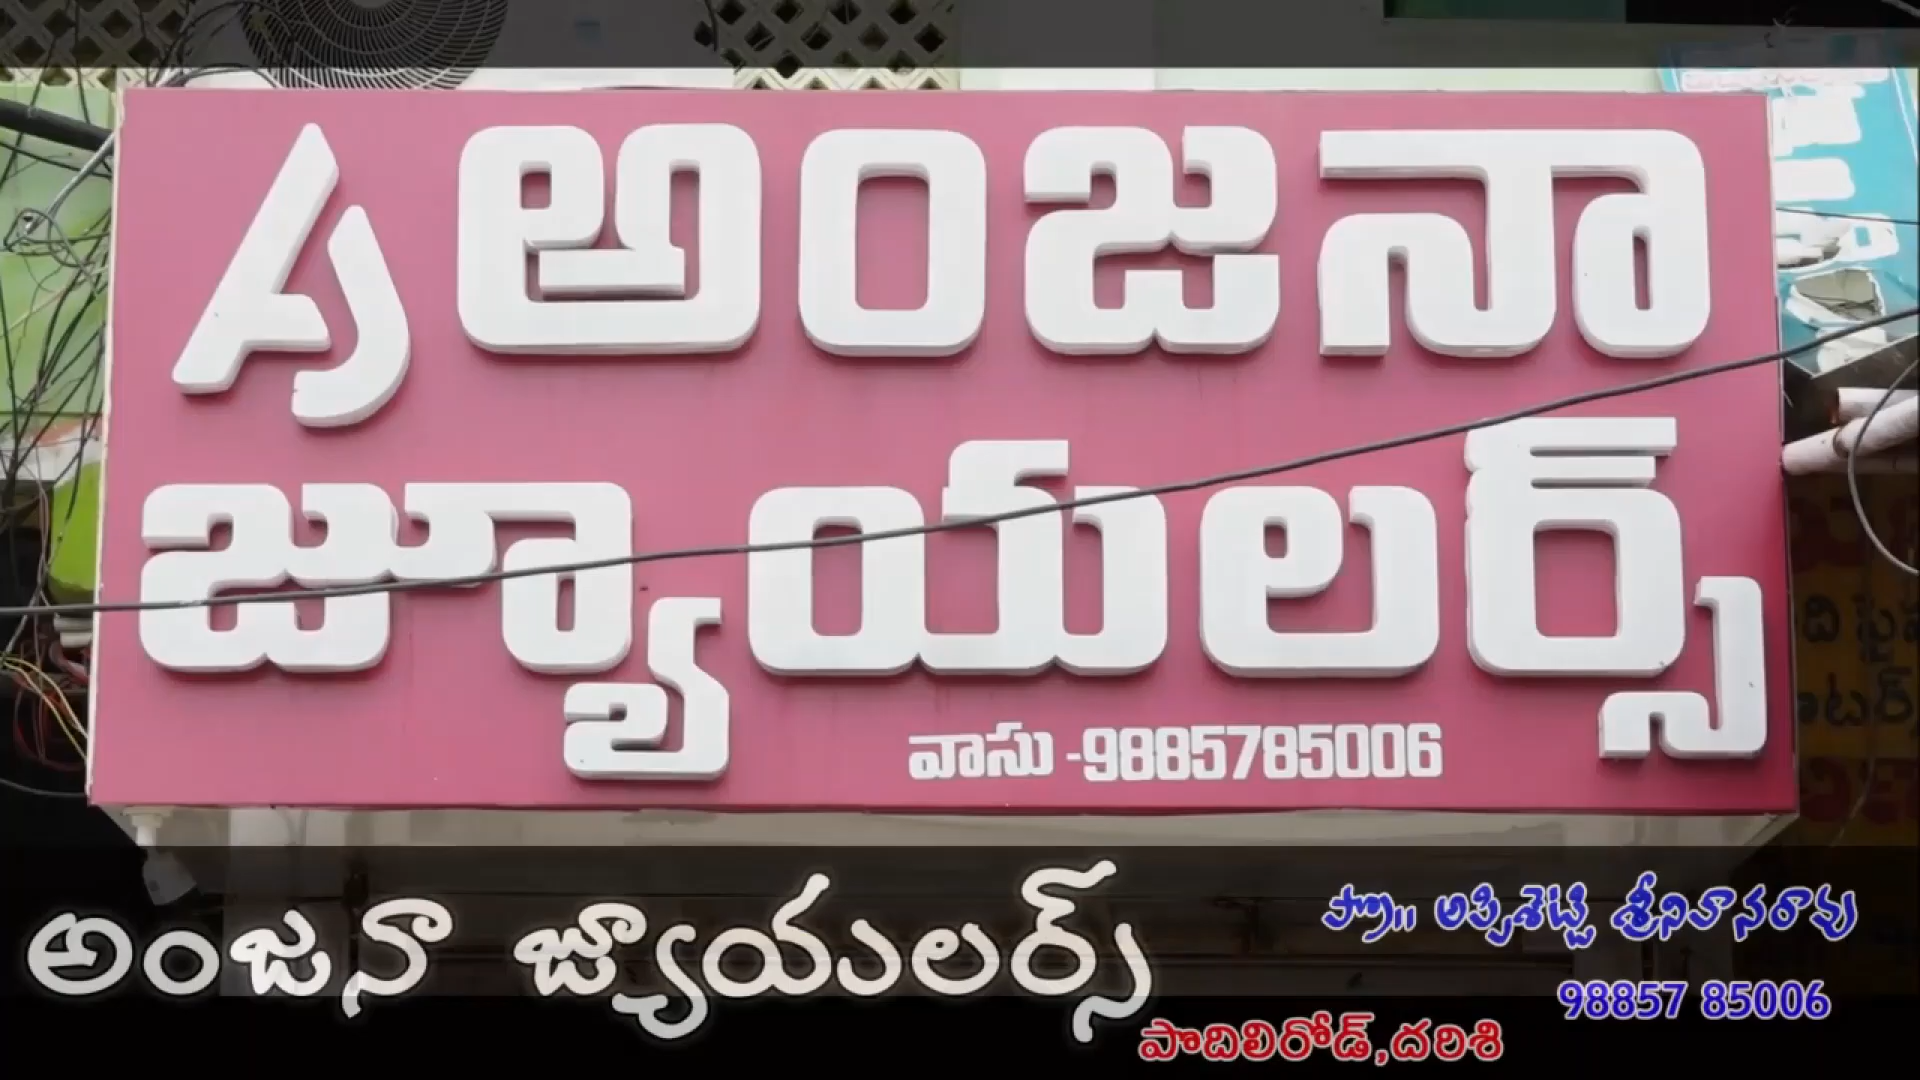 అంజనా
జ్యూయలర్స్
వాసు -9885785006
అంజనా జ్యూయలర్స్
ప్రొ॥ అప్పిశెట్టి శ్రీనివాసరావు
98857 85006
పొదిలిరోడ్,దరిశి